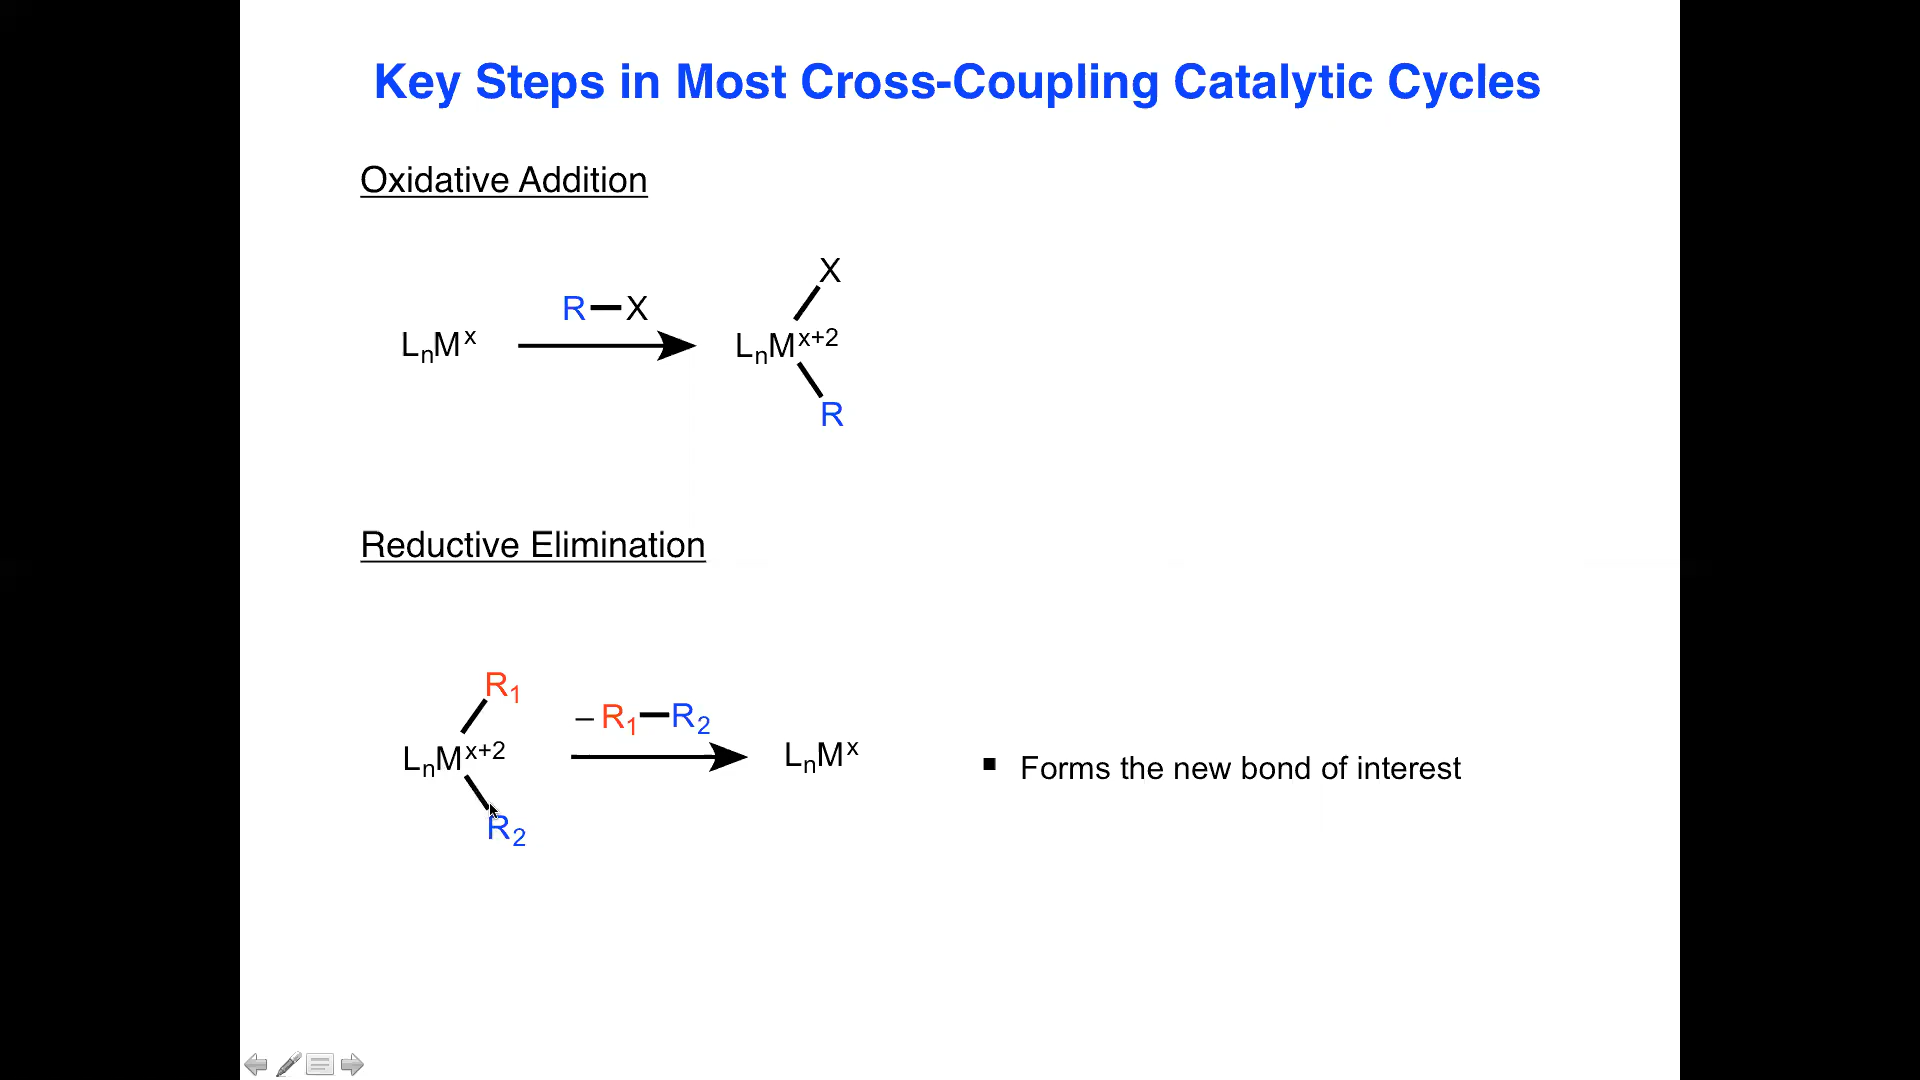 Key Steps in Most Cross-Coupling Catalytic Cycles
Oxidative Addition
X
R—X
LₙMˣ
LₙMˣ⁺²
R
Reductive Elimination
R₁
– R₁—R₂
LₙMˣ⁺²
LₙMˣ
▪ Forms the new bond of interest
R₂